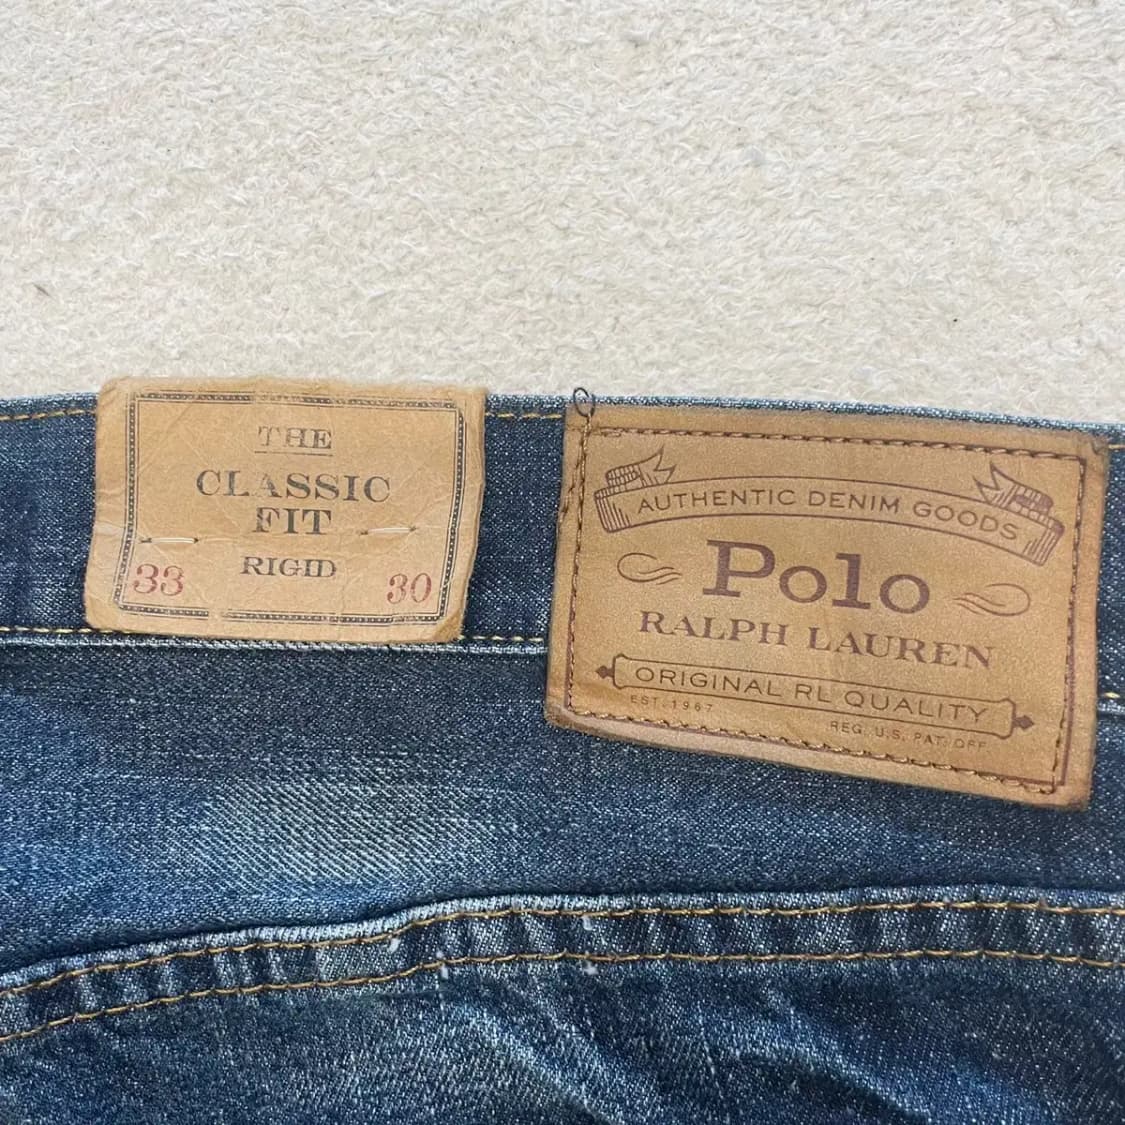 THE
CLASSIC
FIT
RIGID
33 30
AUTHENTIC DENIM GOODS
Polo
RALPH LAUREN
ORIGINAL RL QUALITY
EST. 1967
REG. U.S. PAT. OFF